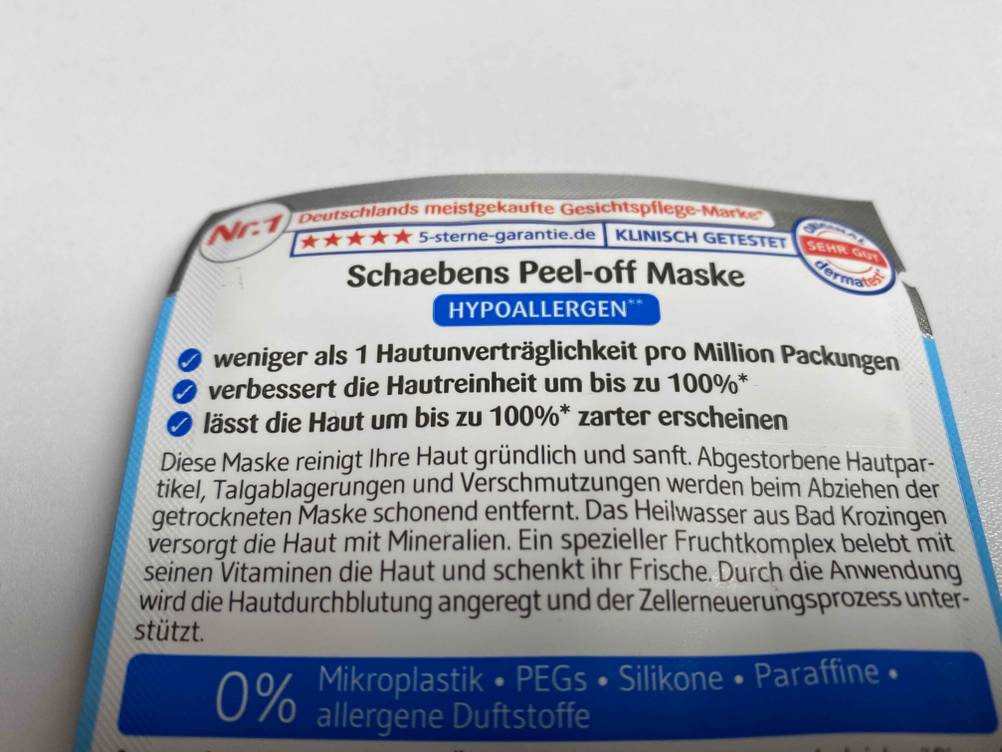 Nr.1
Deutschlands meistgekaufte Gesichtspflege-Marke*
5-sterne-garantie.de
KLINISCH GETESTET
ORIGINAL
SEHR GUT
dermatest
Schaebens Peel-off Maske
HYPOALLERGEN**
weniger als 1 Hautunverträglichkeit pro Million Packungen
verbessert die Hautreinheit um bis zu 100%*
lässt die Haut um bis zu 100%* zarter erscheinen
Diese Maske reinigt Ihre Haut gründlich und sanft. Abgestorbene Hautpar-
tikel, Talgablagerungen und Verschmutzungen werden beim Abziehen der
getrockneten Maske schonend entfernt. Das Heilwasser aus Bad Krozingen
versorgt die Haut mit Mineralien. Ein spezieller Fruchtkomplex belebt mit
seinen Vitaminen die Haut und schenkt ihr Frische. Durch die Anwendung
wird die Hautdurchblutung angeregt und der Zellerneuerungsprozess unter-
stützt.
0%
Mikroplastik • PEGs • Silikone • Paraffine •
allergene Duftstoffe